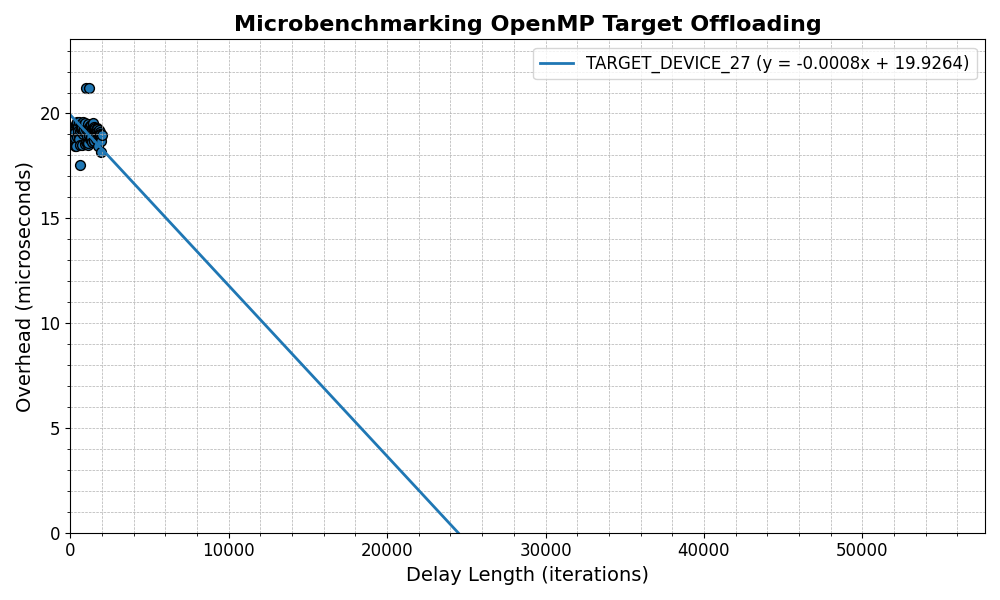 Microbenchmarking OpenMP Target Offloading
TARGET_DEVICE_27 (y = -0.0008x + 19.9264)
Overhead (microseconds)
20
15
10
5
0
0 10000 20000 30000 40000 50000
Delay Length (iterations)